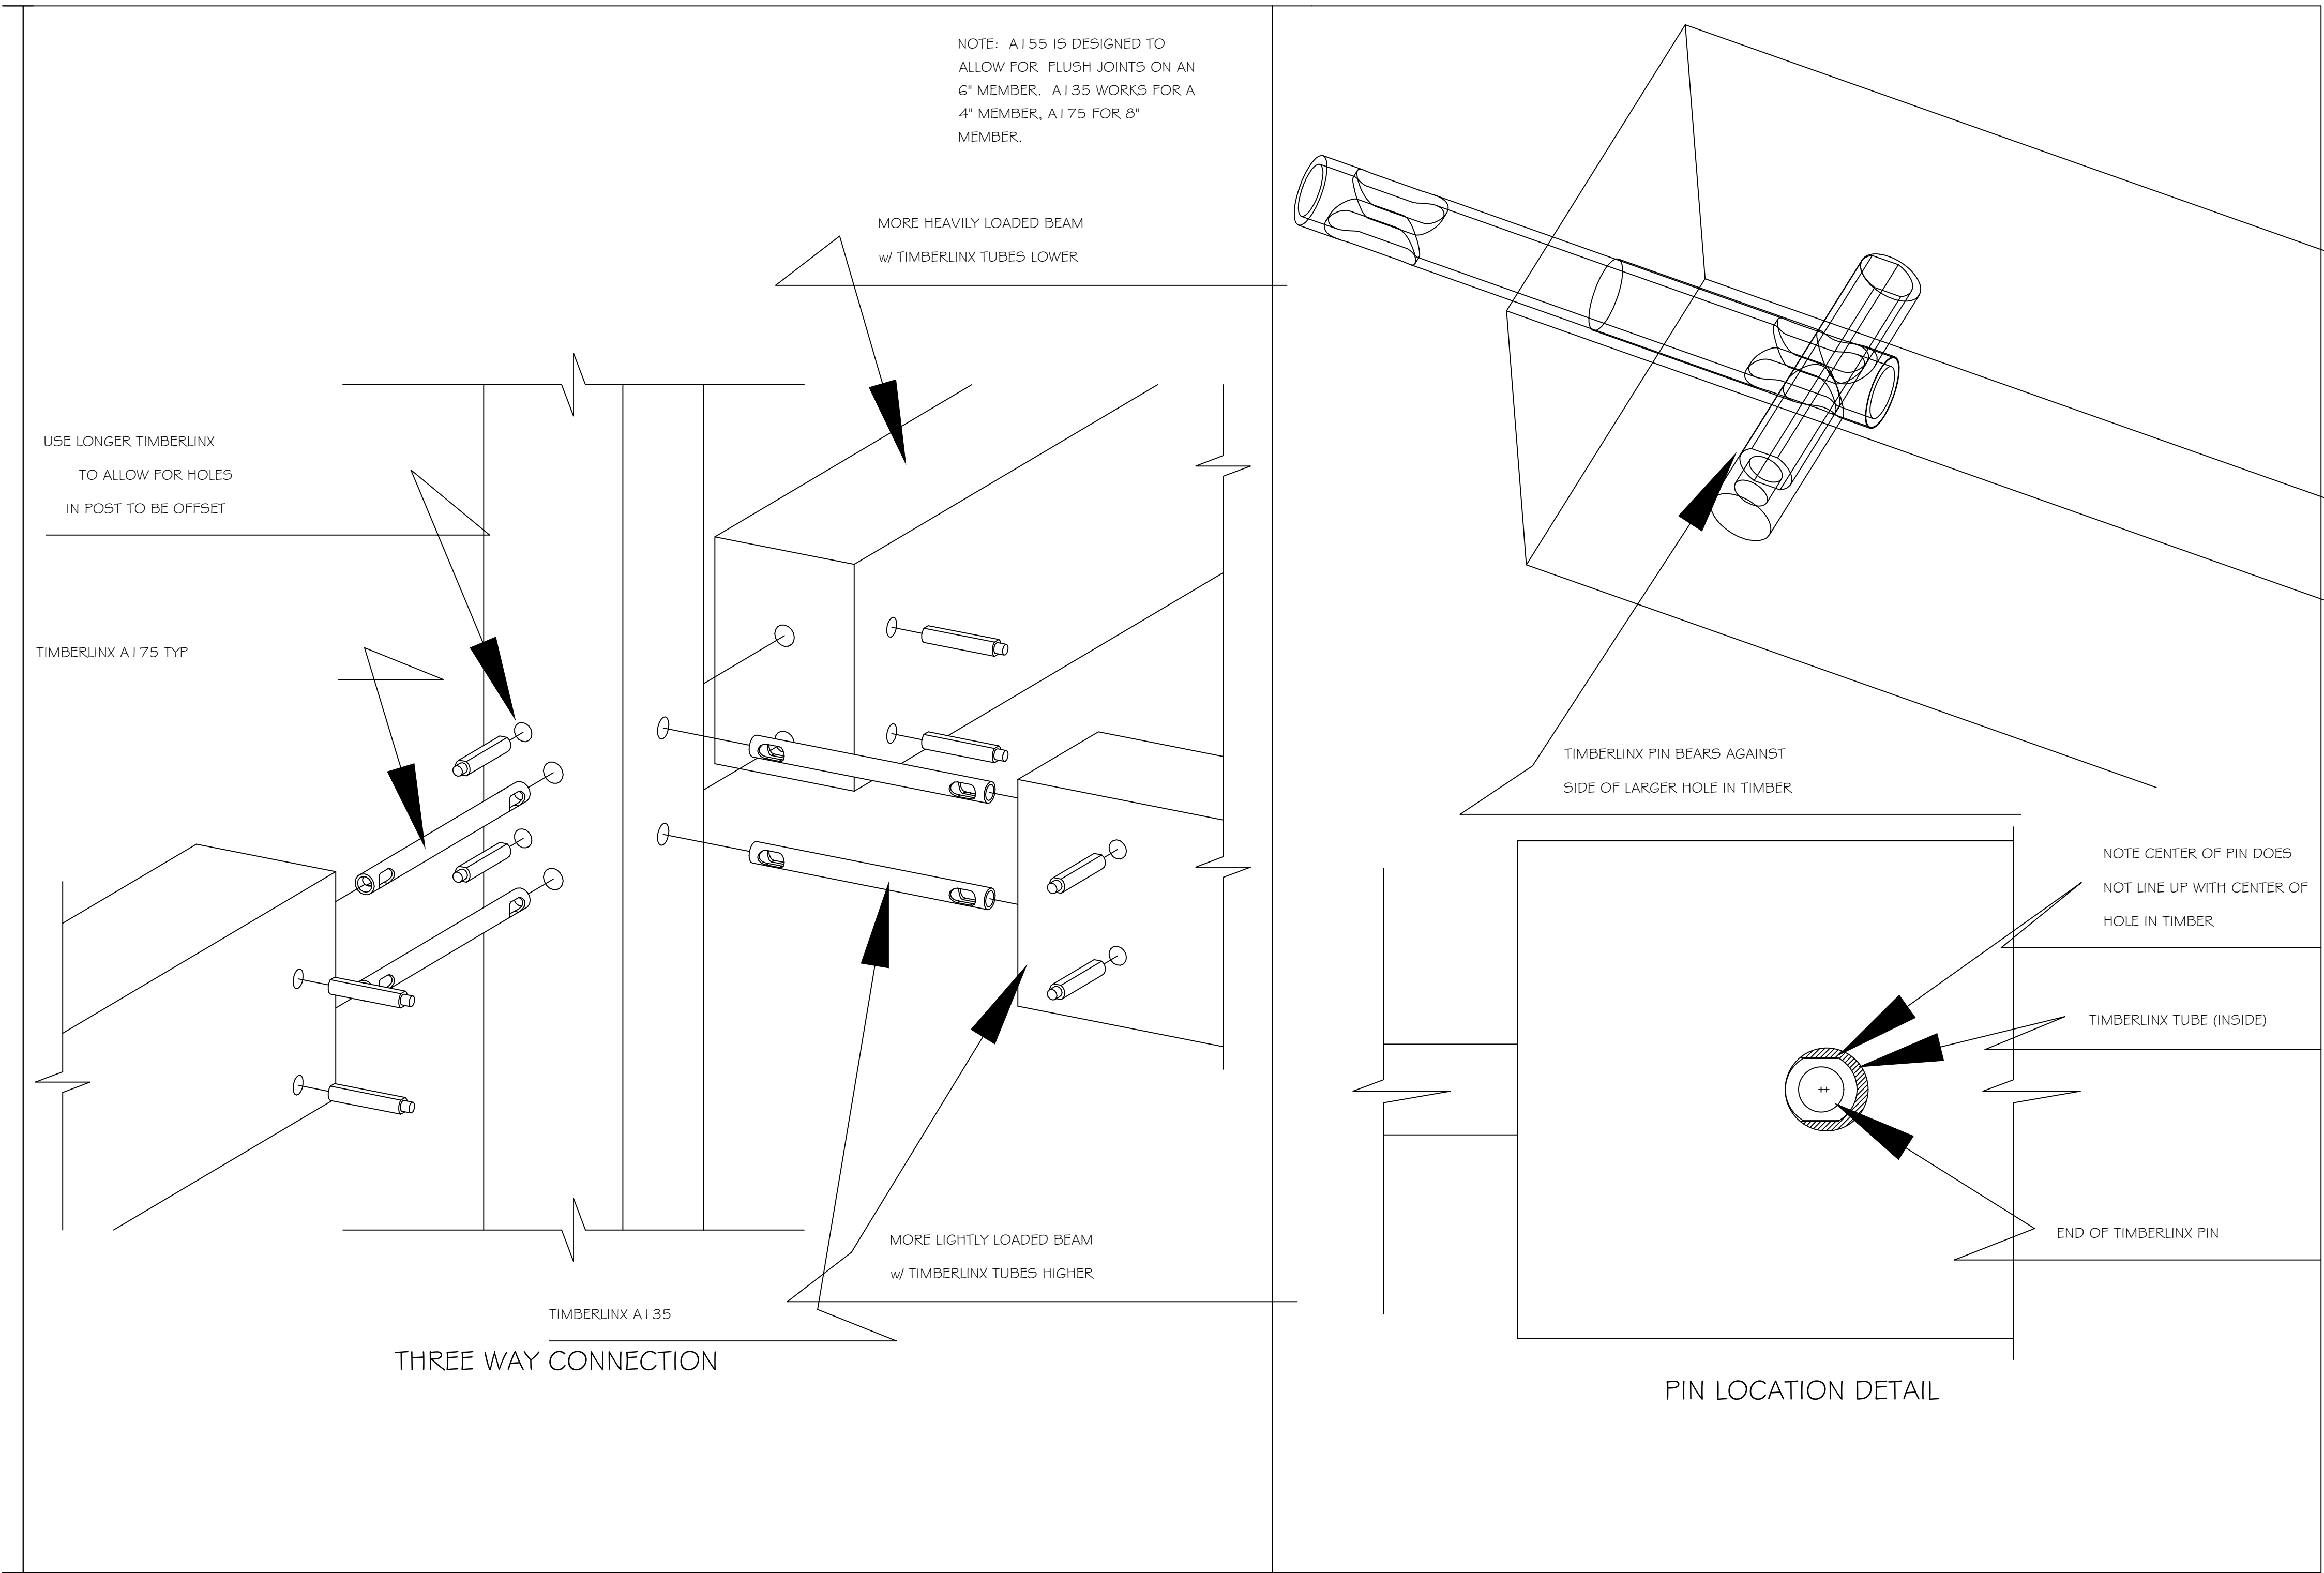 NOTE: A155 IS DESIGNED TO
ALLOW FOR FLUSH JOINTS ON AN
6" MEMBER. A135 WORKS FOR A
4" MEMBER, A175 FOR 8"
MEMBER.
MORE HEAVILY LOADED BEAM
w/ TIMBERLINX TUBES LOWER
USE LONGER TIMBERLINX
TO ALLOW FOR HOLES
IN POST TO BE OFFSET
TIMBERLINX A175 TYP
MORE LIGHTLY LOADED BEAM
w/ TIMBERLINX TUBES HIGHER
TIMBERLINX A135
THREE WAY CONNECTION
TIMBERLINX PIN BEARS AGAINST
SIDE OF LARGER HOLE IN TIMBER
NOTE CENTER OF PIN DOES
NOT LINE UP WITH CENTER OF
HOLE IN TIMBER
TIMBERLINX TUBE (INSIDE)
END OF TIMBERLINX PIN
PIN LOCATION DETAIL